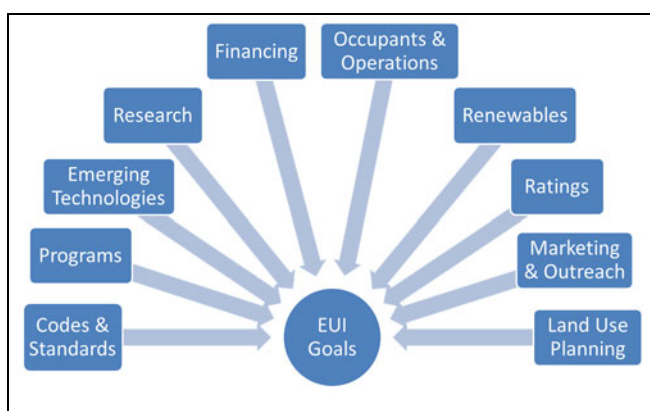 Financing
Occupants &
Operations
Research
Renewables
Emerging
Technologies
Ratings
Programs
Marketing
& Outreach
Codes &
Standards
EUI
Goals
Land Use
Planning